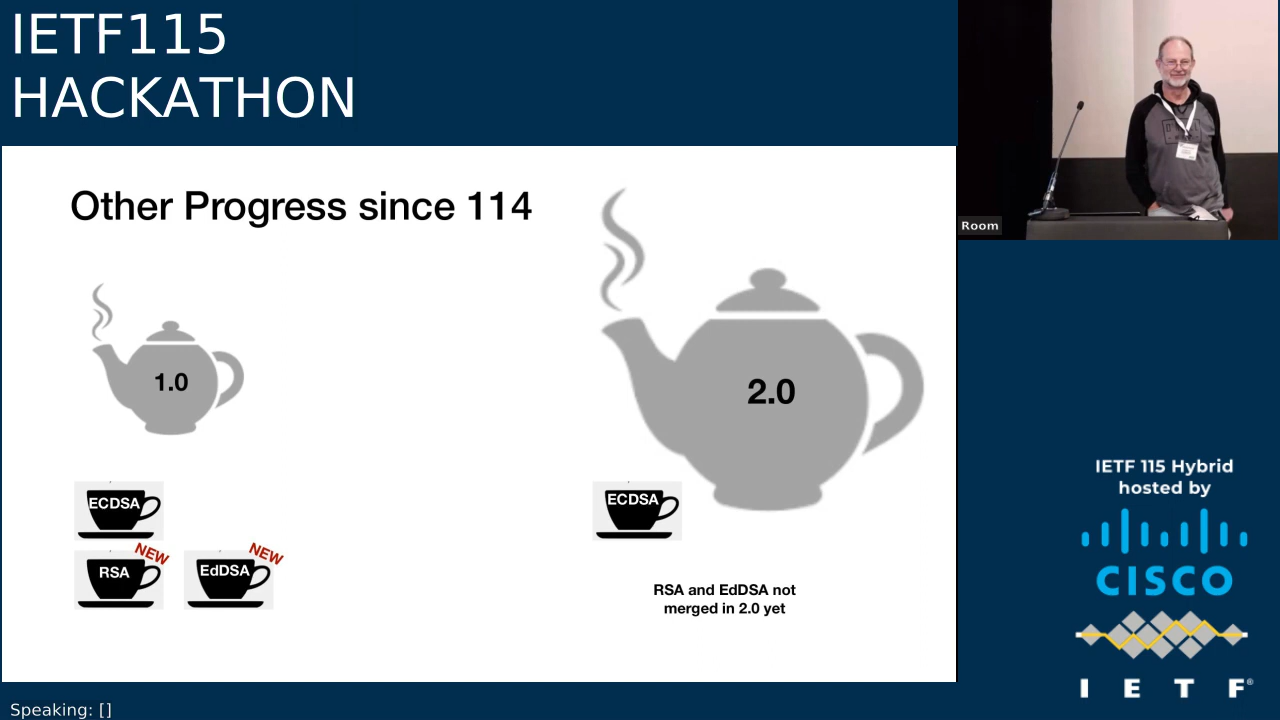 IETF115
HACKATHON
Other Progress since 114
1.0
2.0
ECDSA
ECDSA
NEW
NEW
RSA
EdDSA
RSA and EdDSA not
merged in 2.0 yet
Room
IETF 115 Hybrid
hosted by
CISCO
I E T F®
Speaking: []